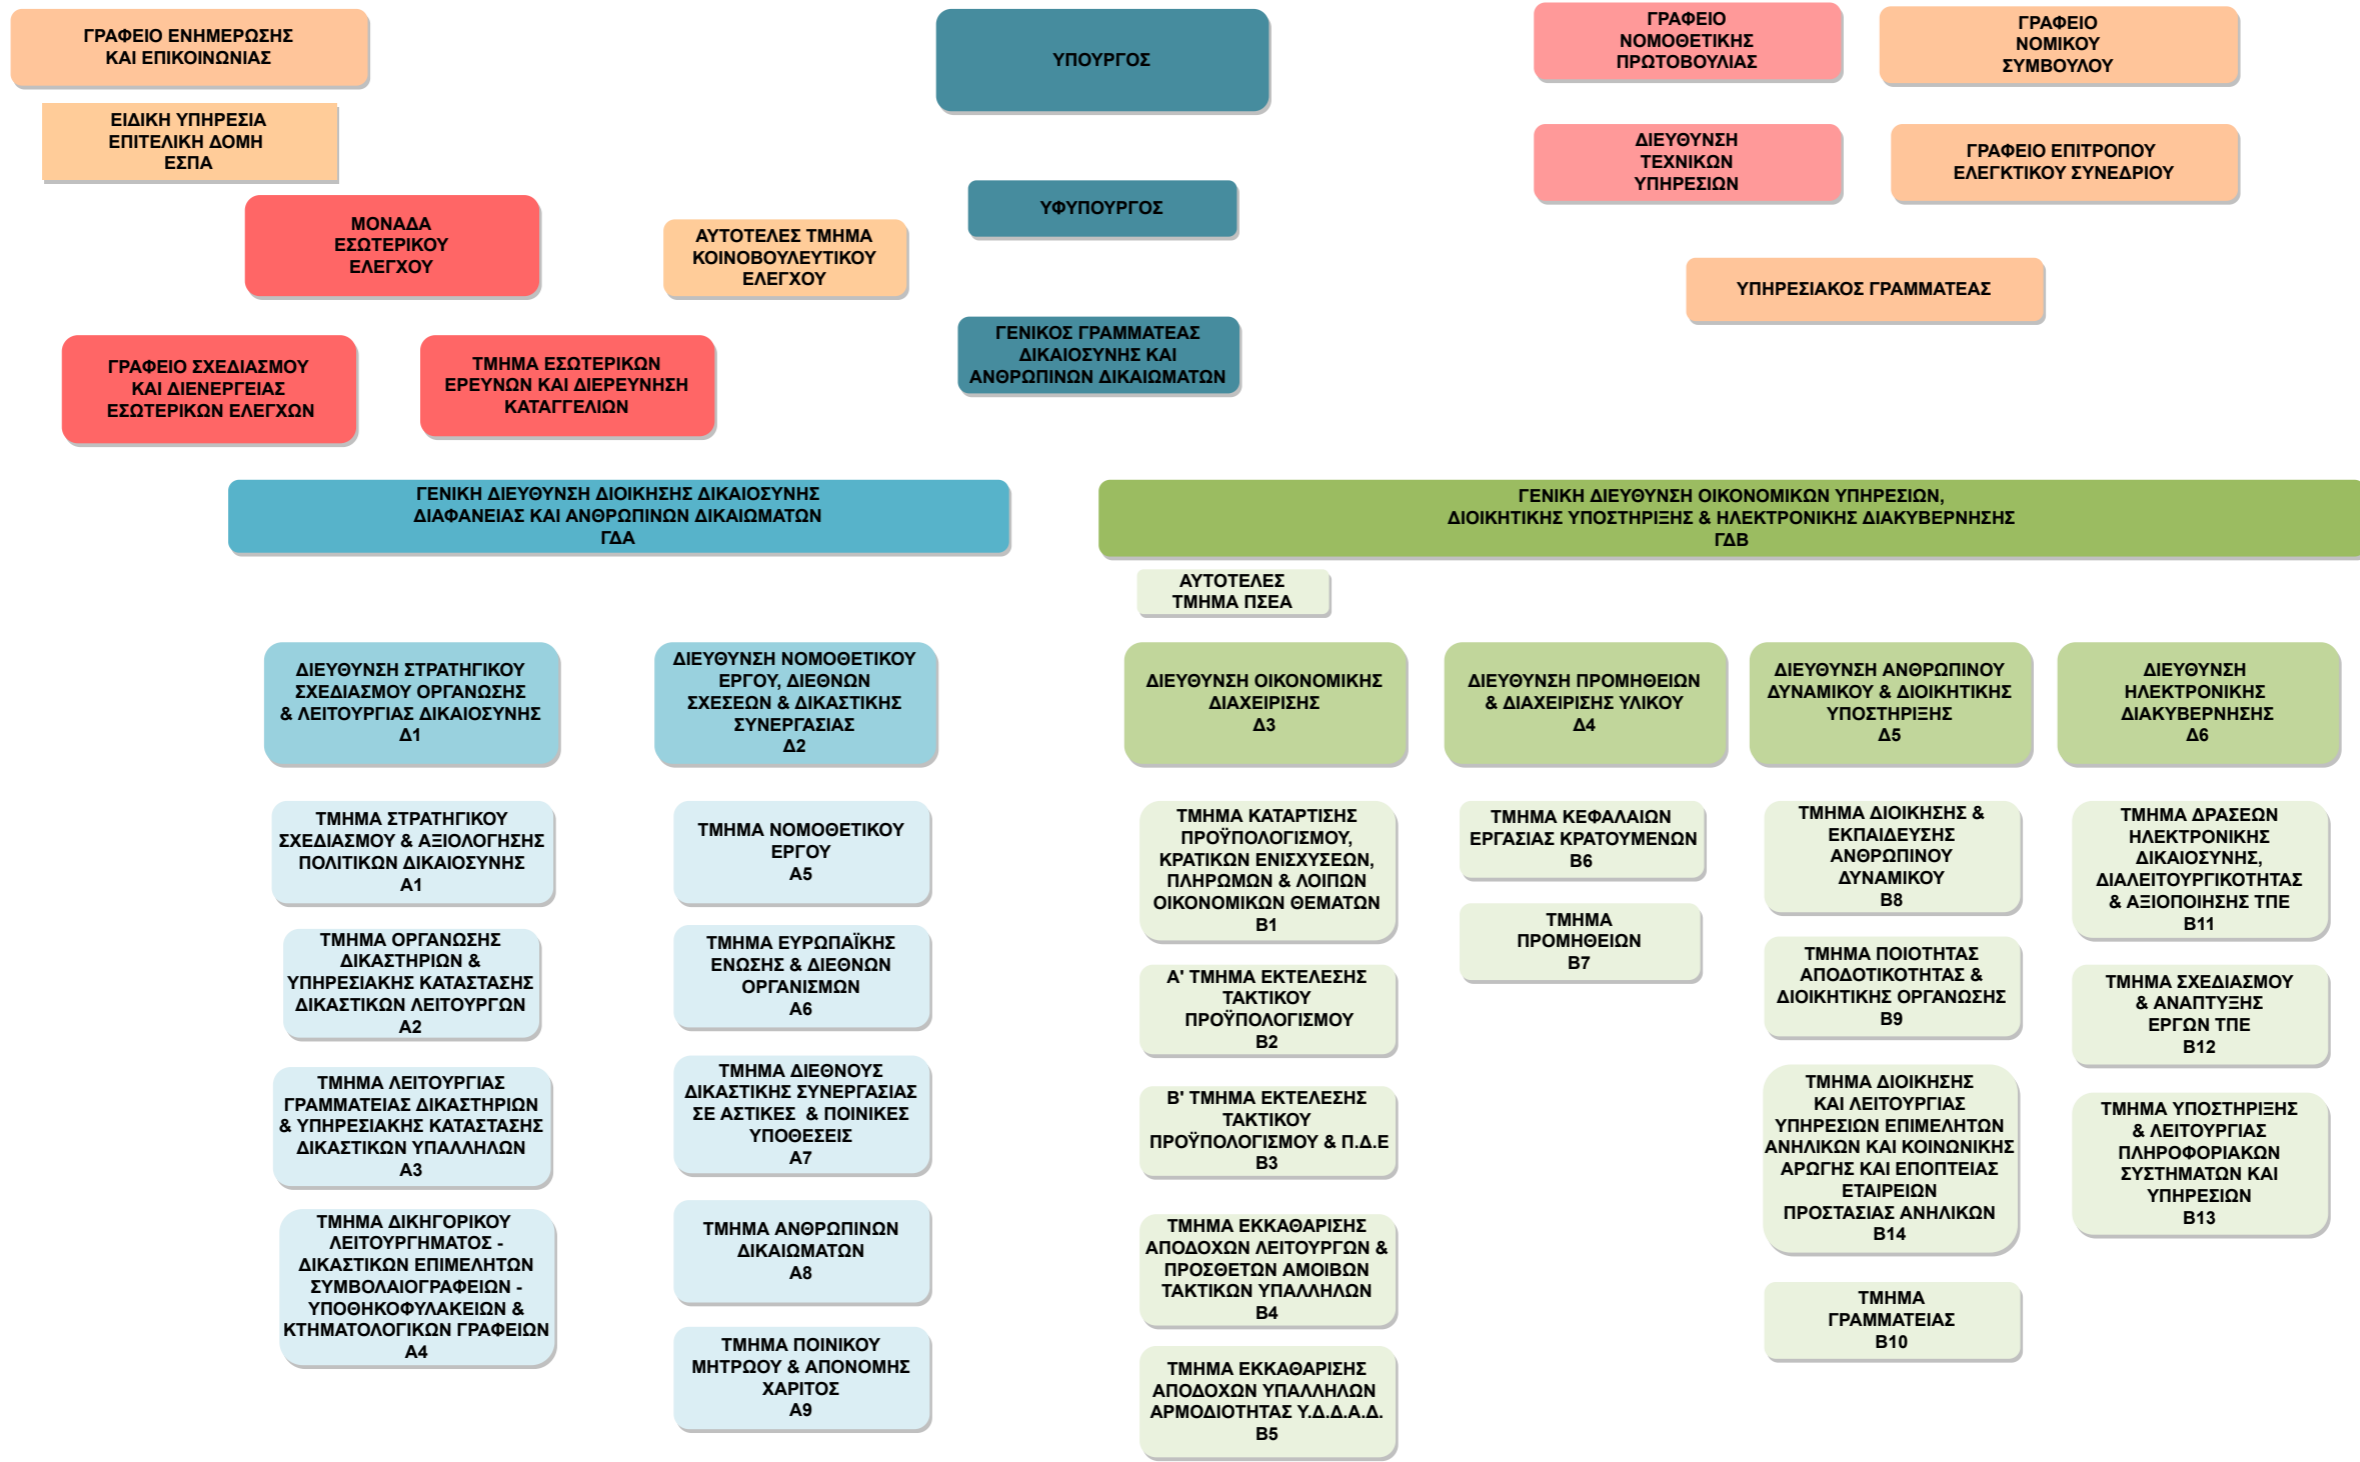 ΓΡΑΦΕΙΟ ΕΝΗΜΕΡΩΣΗΣ
ΚΑΙ ΕΠΙΚΟΙΝΩΝΙΑΣ
ΕΙΔΙΚΗ ΥΠΗΡΕΣΙΑ
ΕΠΙΤΕΛΙΚΗ ΔΟΜΗ
ΕΣΠΑ
ΜΟΝΑΔΑ
ΕΣΩΤΕΡΙΚΟΥ
ΕΛΕΓΧΟΥ
ΓΡΑΦΕΙΟ ΣΧΕΔΙΑΣΜΟΥ
ΚΑΙ ΔΙΕΝΕΡΓΕΙΑΣ
ΕΣΩΤΕΡΙΚΩΝ ΕΛΕΓΧΩΝ
ΤΜΗΜΑ ΕΣΩΤΕΡΙΚΩΝ
ΕΡΕΥΝΩΝ ΚΑΙ ΔΙΕΡΕΥΝΗΣΗ
ΚΑΤΑΓΓΕΛΙΩΝ
ΑΥΤΟΤΕΛΕΣ ΤΜΗΜΑ
ΚΟΙΝΟΒΟΥΛΕΥΤΙΚΟΥ
ΕΛΕΓΧΟΥ
ΥΠΟΥΡΓΟΣ
ΥΦΥΠΟΥΡΓΟΣ
ΓΕΝΙΚΟΣ ΓΡΑΜΜΑΤΕΑΣ
ΔΙΚΑΙΟΣΥΝΗΣ ΚΑΙ
ΑΝΘΡΩΠΙΝΩΝ ΔΙΚΑΙΩΜΑΤΩΝ
ΓΡΑΦΕΙΟ
ΝΟΜΟΘΕΤΙΚΗΣ
ΠΡΩΤΟΒΟΥΛΙΑΣ
ΓΡΑΦΕΙΟ
ΝΟΜΙΚΟΥ
ΣΥΜΒΟΥΛΟΥ
ΔΙΕΥΘΥΝΣΗ
ΤΕΧΝΙΚΩΝ
ΥΠΗΡΕΣΙΩΝ
ΓΡΑΦΕΙΟ ΕΠΙΤΡΟΠΟΥ
ΕΛΕΓΚΤΙΚΟΥ ΣΥΝΕΔΡΙΟΥ
ΥΠΗΡΕΣΙΑΚΟΣ ΓΡΑΜΜΑΤΕΑΣ
ΓΕΝΙΚΗ ΔΙΕΥΘΥΝΣΗ ΔΙΟΙΚΗΣΗΣ ΔΙΚΑΙΟΣΥΝΗΣ
ΔΙΑΦΑΝΕΙΑΣ ΚΑΙ ΑΝΘΡΩΠΙΝΩΝ ΔΙΚΑΙΩΜΑΤΩΝ
ΓΔΑ
ΔΙΕΥΘΥΝΣΗ ΣΤΡΑΤΗΓΙΚΟΥ
ΣΧΕΔΙΑΣΜΟΥ ΟΡΓΑΝΩΣΗΣ
& ΛΕΙΤΟΥΡΓΙΑΣ ΔΙΚΑΙΟΣΥΝΗΣ
Δ1
ΤΜΗΜΑ ΣΤΡΑΤΗΓΙΚΟΥ
ΣΧΕΔΙΑΣΜΟΥ & ΑΞΙΟΛΟΓΗΣΗΣ
ΠΟΛΙΤΙΚΩΝ ΔΙΚΑΙΟΣΥΝΗΣ
Α1
ΤΜΗΜΑ ΟΡΓΑΝΩΣΗΣ
ΔΙΚΑΣΤΗΡΙΩΝ &
ΥΠΗΡΕΣΙΑΚΗΣ ΚΑΤΑΣΤΑΣΗΣ
ΔΙΚΑΣΤΙΚΩΝ ΛΕΙΤΟΥΡΓΩΝ
Α2
ΤΜΗΜΑ ΛΕΙΤΟΥΡΓΙΑΣ
ΓΡΑΜΜΑΤΕΙΑΣ ΔΙΚΑΣΤΗΡΙΩΝ
& ΥΠΗΡΕΣΙΑΚΗΣ ΚΑΤΑΣΤΑΣΗΣ
ΔΙΚΑΣΤΙΚΩΝ ΥΠΑΛΛΗΛΩΝ
Α3
ΤΜΗΜΑ ΔΙΚΗΓΟΡΙΚΟΥ
ΛΕΙΤΟΥΡΓΗΜΑΤΟΣ -
ΔΙΚΑΣΤΙΚΩΝ ΕΠΙΜΕΛΗΤΩΝ
ΣΥΜΒΟΛΑΙΟΓΡΑΦΕΙΩΝ -
ΥΠΟΘΗΚΟΦΥΛΑΚΕΙΩΝ &
ΚΤΗΜΑΤΟΛΟΓΙΚΩΝ ΓΡΑΦΕΙΩΝ
Α4
ΔΙΕΥΘΥΝΣΗ ΝΟΜΟΘΕΤΙΚΟΥ
ΕΡΓΟΥ, ΔΙΕΘΝΩΝ
ΣΧΕΣΕΩΝ & ΔΙΚΑΣΤΙΚΗΣ
ΣΥΝΕΡΓΑΣΙΑΣ
Δ2
ΤΜΗΜΑ ΝΟΜΟΘΕΤΙΚΟΥ
ΕΡΓΟΥ
Α5
ΤΜΗΜΑ ΕΥΡΩΠΑΪΚΗΣ
ΕΝΩΣΗΣ & ΔΙΕΘΝΩΝ
ΟΡΓΑΝΙΣΜΩΝ
Α6
ΤΜΗΜΑ ΔΙΕΘΝΟΥΣ
ΔΙΚΑΣΤΙΚΗΣ ΣΥΝΕΡΓΑΣΙΑΣ
ΣΕ ΑΣΤΙΚΕΣ & ΠΟΙΝΙΚΕΣ
ΥΠΟΘΕΣΕΙΣ
Α7
ΤΜΗΜΑ ΑΝΘΡΩΠΙΝΩΝ
ΔΙΚΑΙΩΜΑΤΩΝ
Α8
ΤΜΗΜΑ ΠΟΙΝΙΚΟΥ
ΜΗΤΡΩΟΥ & ΑΠΟΝΟΜΗΣ
ΧΑΡΙΤΟΣ
Α9
ΓΕΝΙΚΗ ΔΙΕΥΘΥΝΣΗ ΟΙΚΟΝΟΜΙΚΩΝ ΥΠΗΡΕΣΙΩΝ,
ΔΙΟΙΚΗΤΙΚΗΣ ΥΠΟΣΤΗΡΙΞΗΣ & ΗΛΕΚΤΡΟΝΙΚΗΣ ΔΙΑΚΥΒΕΡΝΗΣΗΣ
ΓΔΒ
ΑΥΤΟΤΕΛΕΣ
ΤΜΗΜΑ ΠΣΕΑ
ΔΙΕΥΘΥΝΣΗ ΟΙΚΟΝΟΜΙΚΗΣ
ΔΙΑΧΕΙΡΙΣΗΣ
Δ3
ΤΜΗΜΑ ΚΑΤΑΡΤΙΣΗΣ
ΠΡΟΫΠΟΛΟΓΙΣΜΟΥ,
ΚΡΑΤΙΚΩΝ ΕΝΙΣΧΥΣΕΩΝ,
ΠΛΗΡΩΜΩΝ & ΛΟΙΠΩΝ
ΟΙΚΟΝΟΜΙΚΩΝ ΘΕΜΑΤΩΝ
Β1
Α' ΤΜΗΜΑ ΕΚΤΕΛΕΣΗΣ
ΤΑΚΤΙΚΟΥ
ΠΡΟΫΠΟΛΟΓΙΣΜΟΥ
Β2
Β' ΤΜΗΜΑ ΕΚΤΕΛΕΣΗΣ
ΤΑΚΤΙΚΟΥ
ΠΡΟΫΠΟΛΟΓΙΣΜΟΥ & Π.Δ.Ε
Β3
ΤΜΗΜΑ ΕΚΚΑΘΑΡΙΣΗΣ
ΑΠΟΔΟΧΩΝ ΛΕΙΤΟΥΡΓΩΝ &
ΠΡΟΣΘΕΤΩΝ ΑΜΟΙΒΩΝ
ΤΑΚΤΙΚΩΝ ΥΠΑΛΛΗΛΩΝ
Β4
ΤΜΗΜΑ ΕΚΚΑΘΑΡΙΣΗΣ
ΑΠΟΔΟΧΩΝ ΥΠΑΛΛΗΛΩΝ
ΑΡΜΟΔΙΟΤΗΤΑΣ Υ.Δ.Δ.Α.Δ.
Β5
ΔΙΕΥΘΥΝΣΗ ΠΡΟΜΗΘΕΙΩΝ
& ΔΙΑΧΕΙΡΙΣΗΣ ΥΛΙΚΟΥ
Δ4
ΤΜΗΜΑ ΚΕΦΑΛΑΙΩΝ
ΕΡΓΑΣΙΑΣ ΚΡΑΤΟΥΜΕΝΩΝ
Β6
ΤΜΗΜΑ
ΠΡΟΜΗΘΕΙΩΝ
Β7
ΔΙΕΥΘΥΝΣΗ ΑΝΘΡΩΠΙΝΟΥ
ΔΥΝΑΜΙΚΟΥ & ΔΙΟΙΚΗΤΙΚΗΣ
ΥΠΟΣΤΗΡΙΞΗΣ
Δ5
ΤΜΗΜΑ ΔΙΟΙΚΗΣΗΣ &
ΕΚΠΑΙΔΕΥΣΗΣ
ΑΝΘΡΩΠΙΝΟΥ
ΔΥΝΑΜΙΚΟΥ
Β8
ΤΜΗΜΑ ΠΟΙΟΤΗΤΑΣ
ΑΠΟΔΟΤΙΚΟΤΗΤΑΣ &
ΔΙΟΙΚΗΤΙΚΗΣ ΟΡΓΑΝΩΣΗΣ
Β9
ΤΜΗΜΑ ΔΙΟΙΚΗΣΗΣ
ΚΑΙ ΛΕΙΤΟΥΡΓΙΑΣ
ΥΠΗΡΕΣΙΩΝ ΕΠΙΜΕΛΗΤΩΝ
ΑΝΗΛΙΚΩΝ ΚΑΙ ΚΟΙΝΩΝΙΚΗΣ
ΑΡΩΓΗΣ ΚΑΙ ΕΠΟΠΤΕΙΑΣ
ΕΤΑΙΡΕΙΩΝ
ΠΡΟΣΤΑΣΙΑΣ ΑΝΗΛΙΚΩΝ
Β14
ΤΜΗΜΑ
ΓΡΑΜΜΑΤΕΙΑΣ
Β10
ΔΙΕΥΘΥΝΣΗ
ΗΛΕΚΤΡΟΝΙΚΗΣ
ΔΙΑΚΥΒΕΡΝΗΣΗΣ
Δ6
ΤΜΗΜΑ ΔΡΑΣΕΩΝ
ΗΛΕΚΤΡΟΝΙΚΗΣ
ΔΙΚΑΙΟΣΥΝΗΣ,
ΔΙΑΛΕΙΤΟΥΡΓΙΚΟΤΗΤΑΣ
& ΑΞΙΟΠΟΙΗΣΗΣ ΤΠΕ
Β11
ΤΜΗΜΑ ΣΧΕΔΙΑΣΜΟΥ
& ΑΝΑΠΤΥΞΗΣ
ΕΡΓΩΝ ΤΠΕ
Β12
ΤΜΗΜΑ ΥΠΟΣΤΗΡΙΞΗΣ
& ΛΕΙΤΟΥΡΓΙΑΣ
ΠΛΗΡΟΦΟΡΙΑΚΩΝ
ΣΥΣΤΗΜΑΤΩΝ ΚΑΙ
ΥΠΗΡΕΣΙΩΝ
Β13